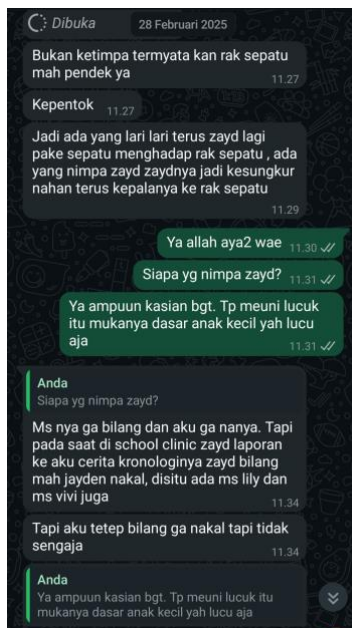 Dibuka
28 Februari 2025
Bukan ketimpa termyata kan rak sepatu
mah pendek ya
11.27
Kepentok 11.27
Jadi ada yang lari lari terus zayd lagi
pake sepatu menghadap rak sepatu , ada
yang nimpa zayd zaydnya jadi kesungkur
nahan terus kepalanya ke rak sepatu
11.29
Ya allah aya2 wae 11.30
Siapa yg nimpa zayd? 11.31
Ya ampuun kasian bgt. Tp meuni lucuk
itu mukanya dasar anak kecil yah lucu
aja
11.31
Anda
Siapa yg nimpa zayd?
Ms nya ga bilang dan aku ga nanya. Tapi
pada saat di school clinic zayd laporan
ke aku cerita kronologinya zayd bilang
mah jayden nakal, disitu ada ms lily dan
ms vivi juga
11.34
Tapi aku tetep bilang ga nakal tapi tidak
sengaja
11.34
Anda
Ya ampuun kasian bgt. Tp meuni lucuk itu
mukanya dasar anak kecil yah lucu aja